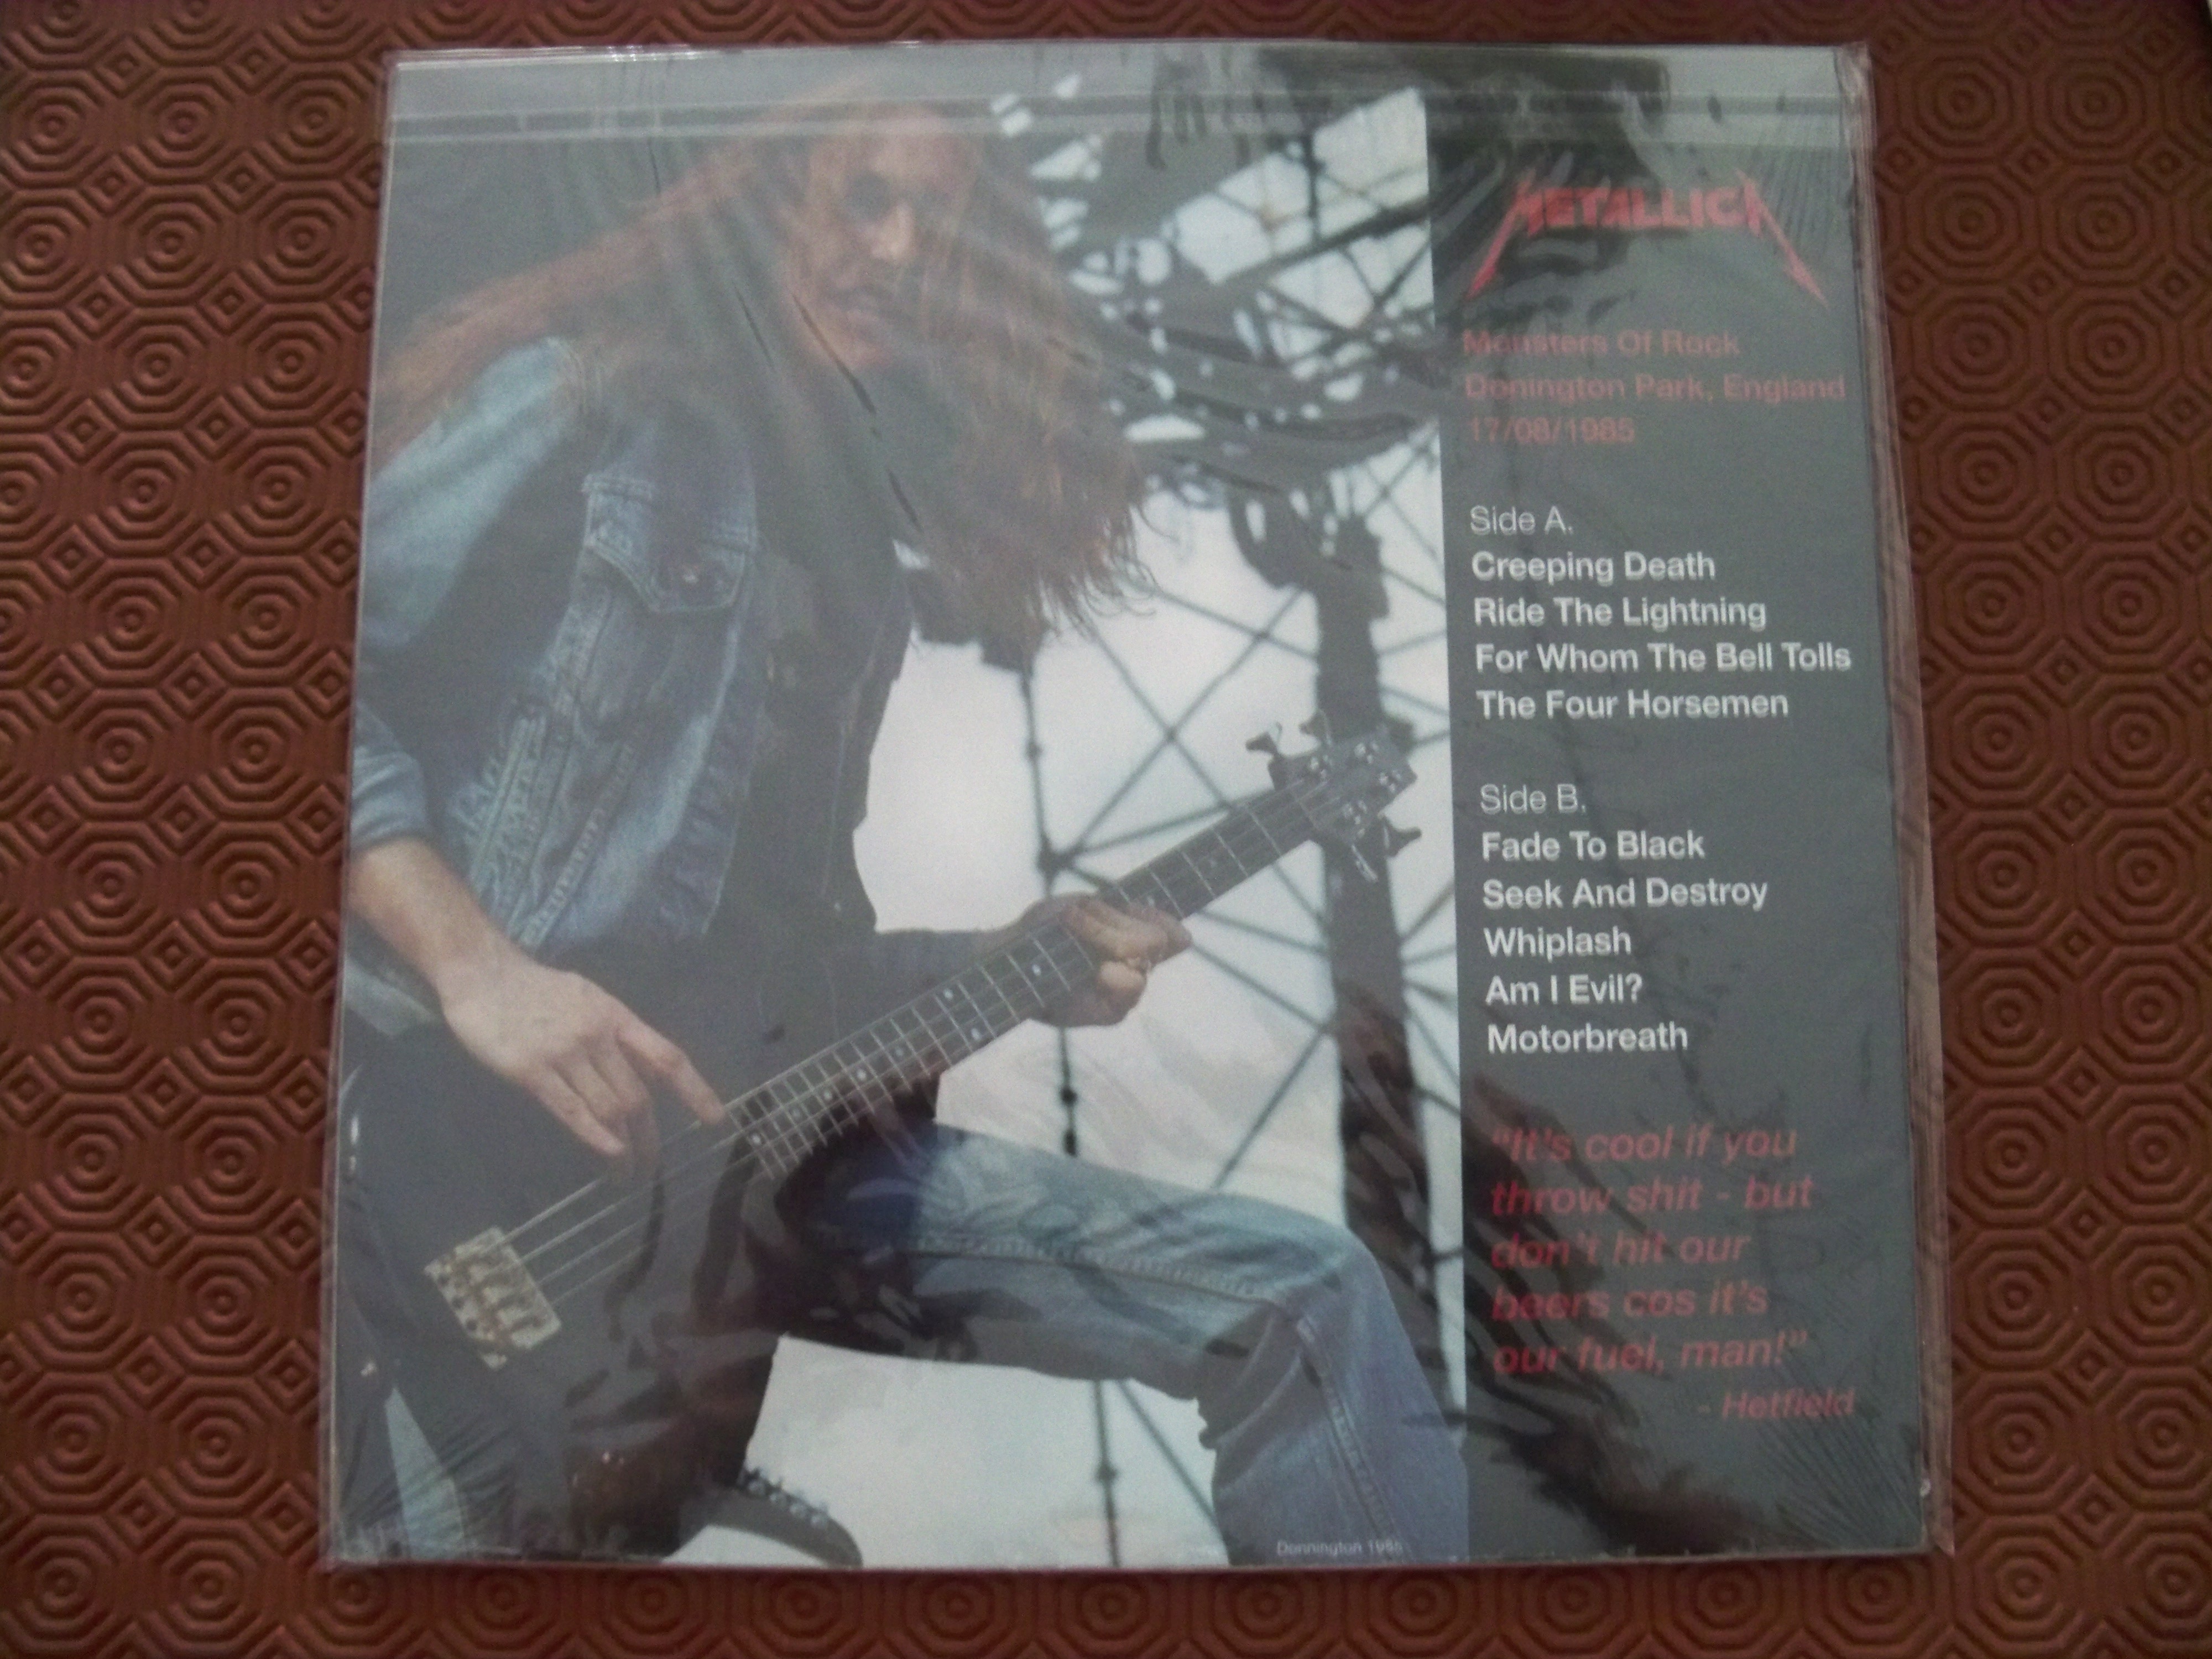 METALLICA
Monsters Of Rock
Donington Park, England
17/08/1985
Side A.
Creeping Death
Ride The Lightning
For Whom The Bell Tolls
The Four Horsemen
Side B.
Fade To Black
Seek And Destroy
Whiplash
Am I Evil?
Motorbreath
"It's cool if you
throw shit - but
don't hit our
beers cos it's
our fuel, man!"
- Hetfield
Donnington 1985